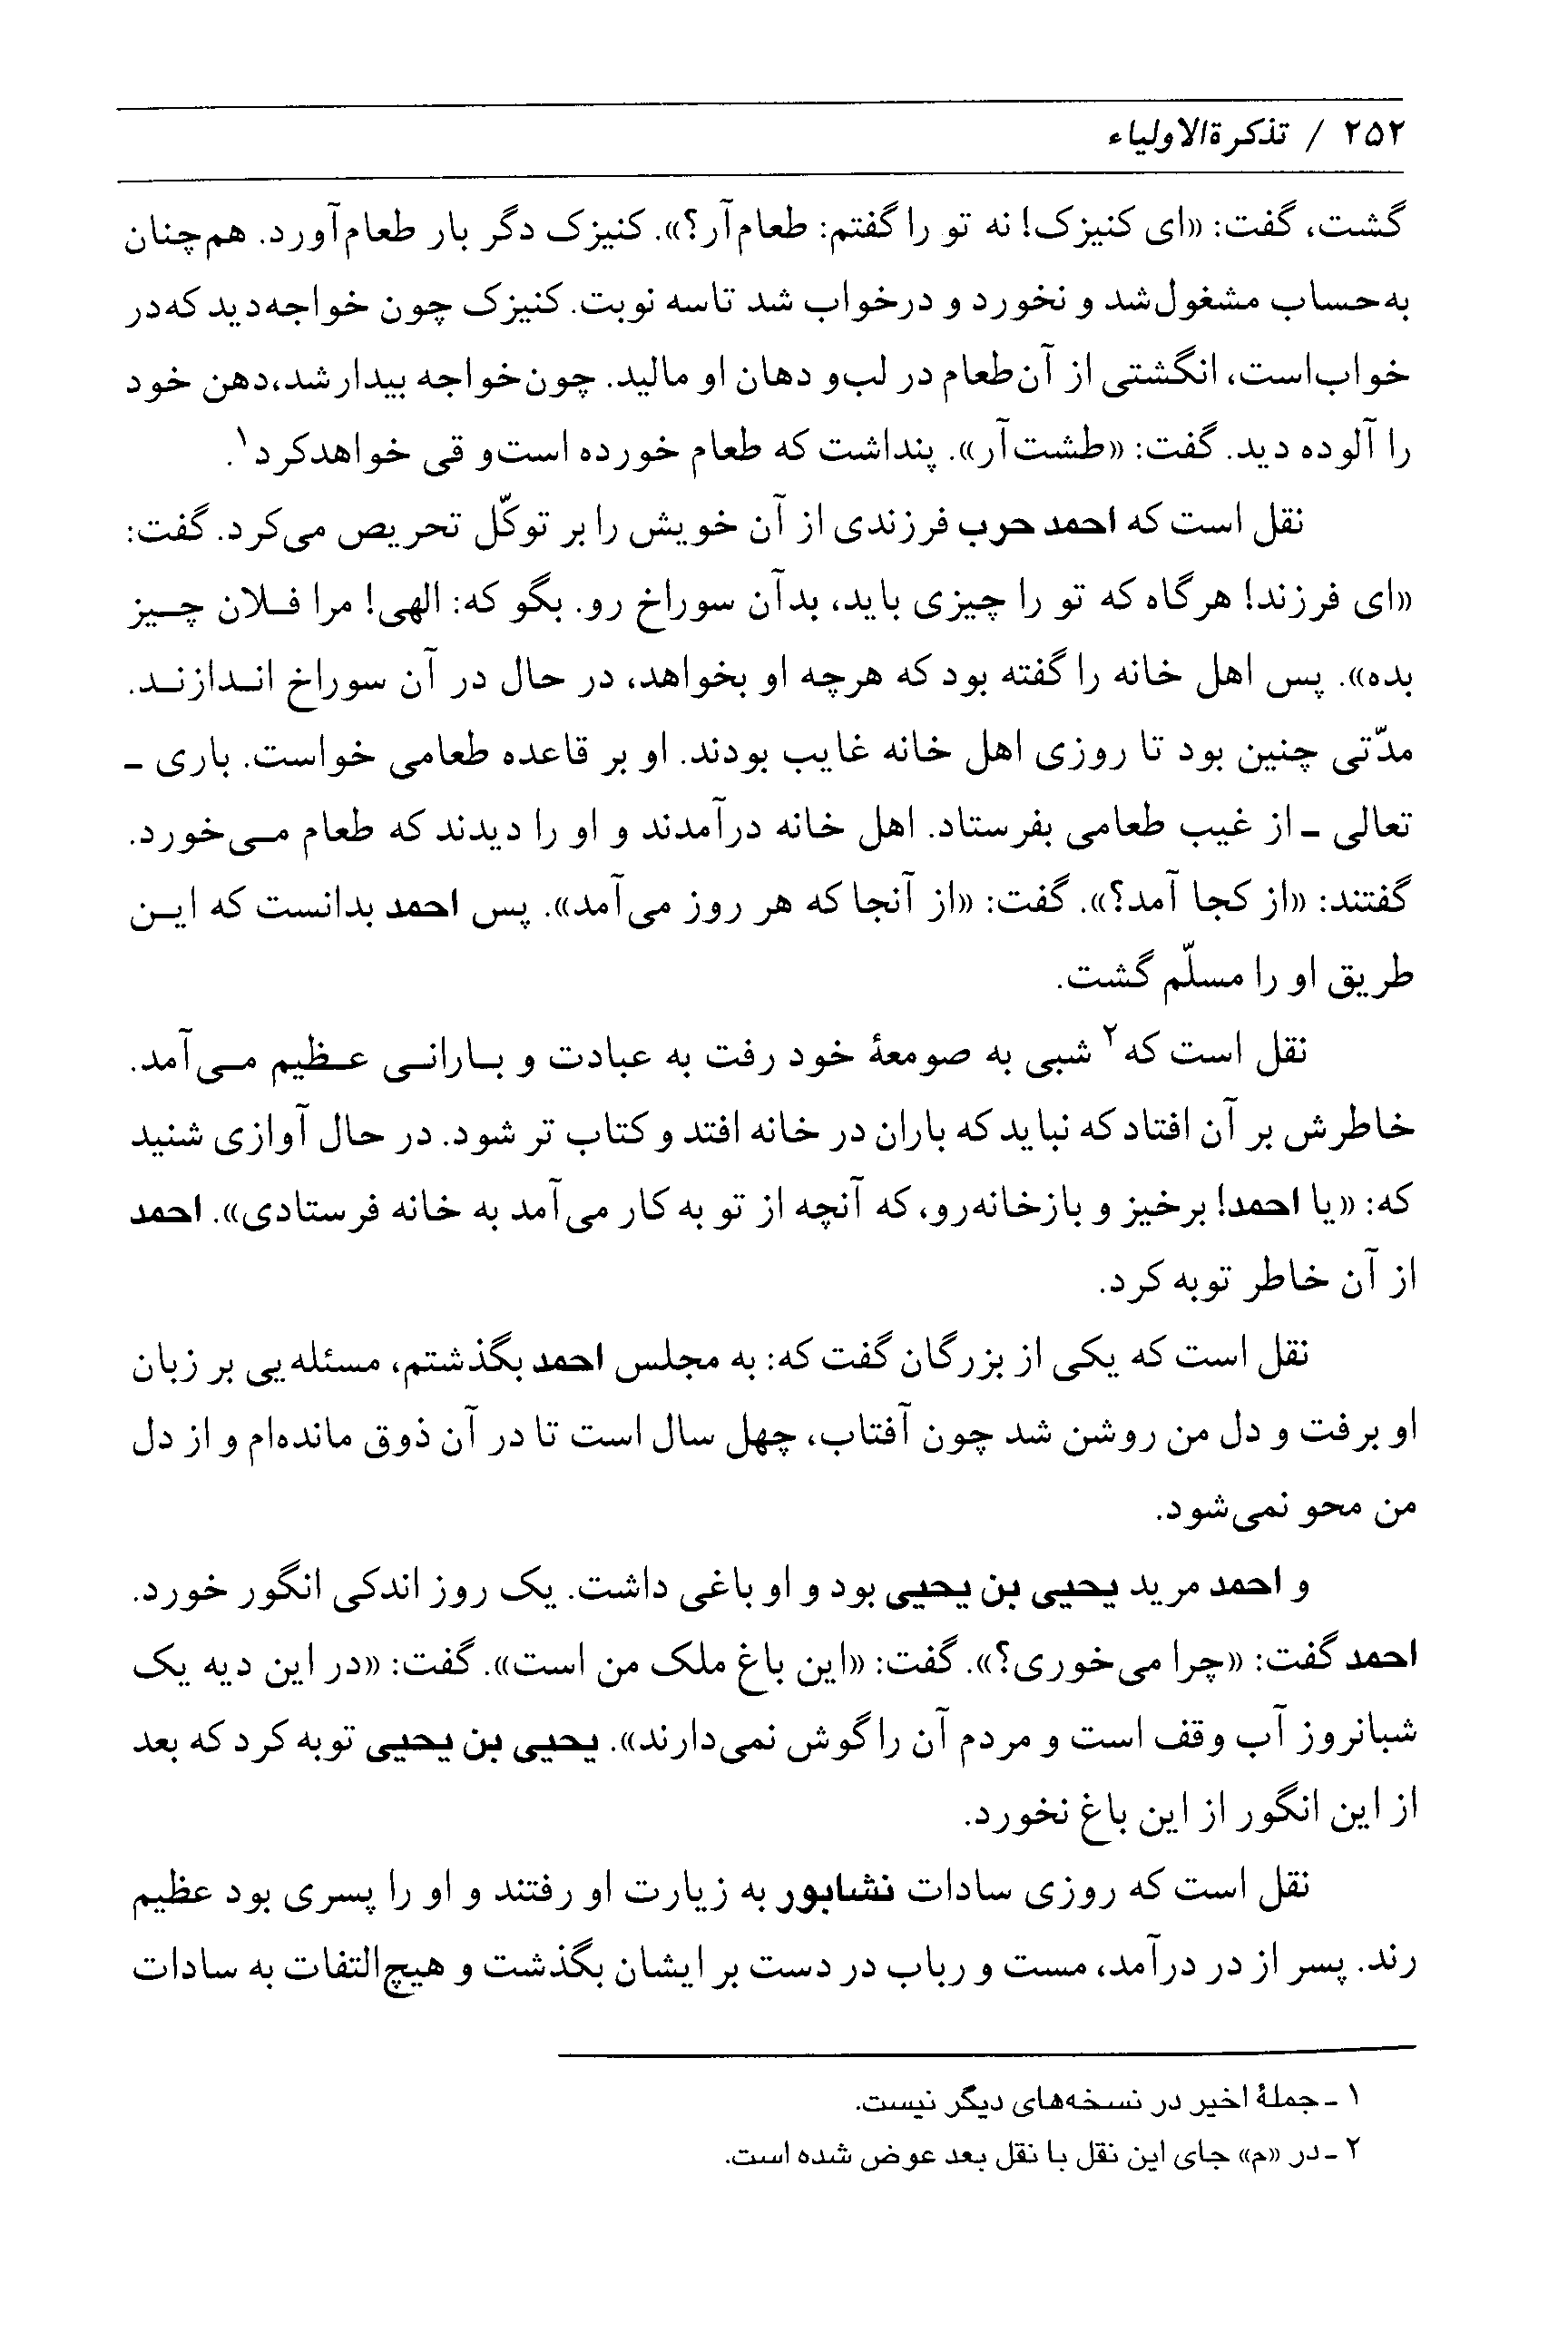 ۲۵۲ / تذکرةالاولیاء
گشت، گفت: «ای کنیزک! نه تو را گفتم: طعام‌آر؟». کنیزک دگر بار طعام‌آورد. هم‌چنان
به‌حساب مشغول‌شد و نخورد و درخواب شد تاسه نوبت. کنیزک چون خواجه‌دید که‌در
خواب‌است، انگشتی از آن‌طعام در لب‌و دهان او مالید. چون‌خواجه بیدارشد،دهن خود
را آلوده دید. گفت: «طشت‌آر». پنداشت که طعام خورده است‌و قی خواهدکرد۱.
نقل است که احمد حرب فرزندی از آن خویش را بر توکّل تحریص می‌کرد. گفت:
«ای فرزند! هرگاه که تو را چیزی باید، بدآن سوراخ رو. بگو که: الهی! مرا فـلان چـیز
بده». پس اهل خانه را گفته بود که هرچه او بخواهد، در حال در آن سوراخ انـدازنـد.
مدّتی چنین بود تا روزی اهل خانه غایب بودند. او بر قاعده طعامی خواست. باری ـ
تعالی ـ از غیب طعامی بفرستاد. اهل خانه درآمدند و او را دیدند که طعام مـی‌خورد.
گفتند: «از کجا آمد؟». گفت: «از آنجا که هر روز می‌آمد». پس احمد بدانست که ایـن
طریق او را مسلّم گشت.
نقل است که۲ شبی به صومعهٔ خود رفت به عبادت و بـارانـی عـظیم مـی‌آمد.
خاطرش بر آن افتاد که نباید که باران در خانه افتد و کتاب تر شود. در حال آوازی شنید
که: «یا احمد! برخیز و بازخانه‌رو، که آنچه از تو به کار می‌آمد به خانه فرستادی». احمد
از آن خاطر توبه کرد.
نقل است که یکی از بزرگان گفت که: به مجلس احمد بگذشتم، مسئله‌یی بر زبان
او برفت و دل من روشن شد چون آفتاب، چهل سال است تا در آن ذوق مانده‌ام و از دل
من محو نمی‌شود.
و احمد مرید یحیی بن یحیی بود و او باغی داشت. یک روز اندکی انگور خورد.
احمد گفت: «چرا می‌خوری؟». گفت: «این باغ ملک من است». گفت: «در این دیه یک
شبانروز آب وقف است و مردم آن را گوش نمی‌دارند». یحیی بن یحیی توبه کرد که بعد
از این انگور از این باغ نخورد.
نقل است که روزی سادات نشابور به زیارت او رفتند و او را پسری بود عظیم
رند. پسر از در درآمد، مست و رباب در دست بر ایشان بگذشت و هیچ‌التفات به سادات
۱ ـ جملهٔ اخیر در نسخه‌های دیگر نیست.
۲ ـ در «م» جای این نقل با نقل بعد عوض شده است.